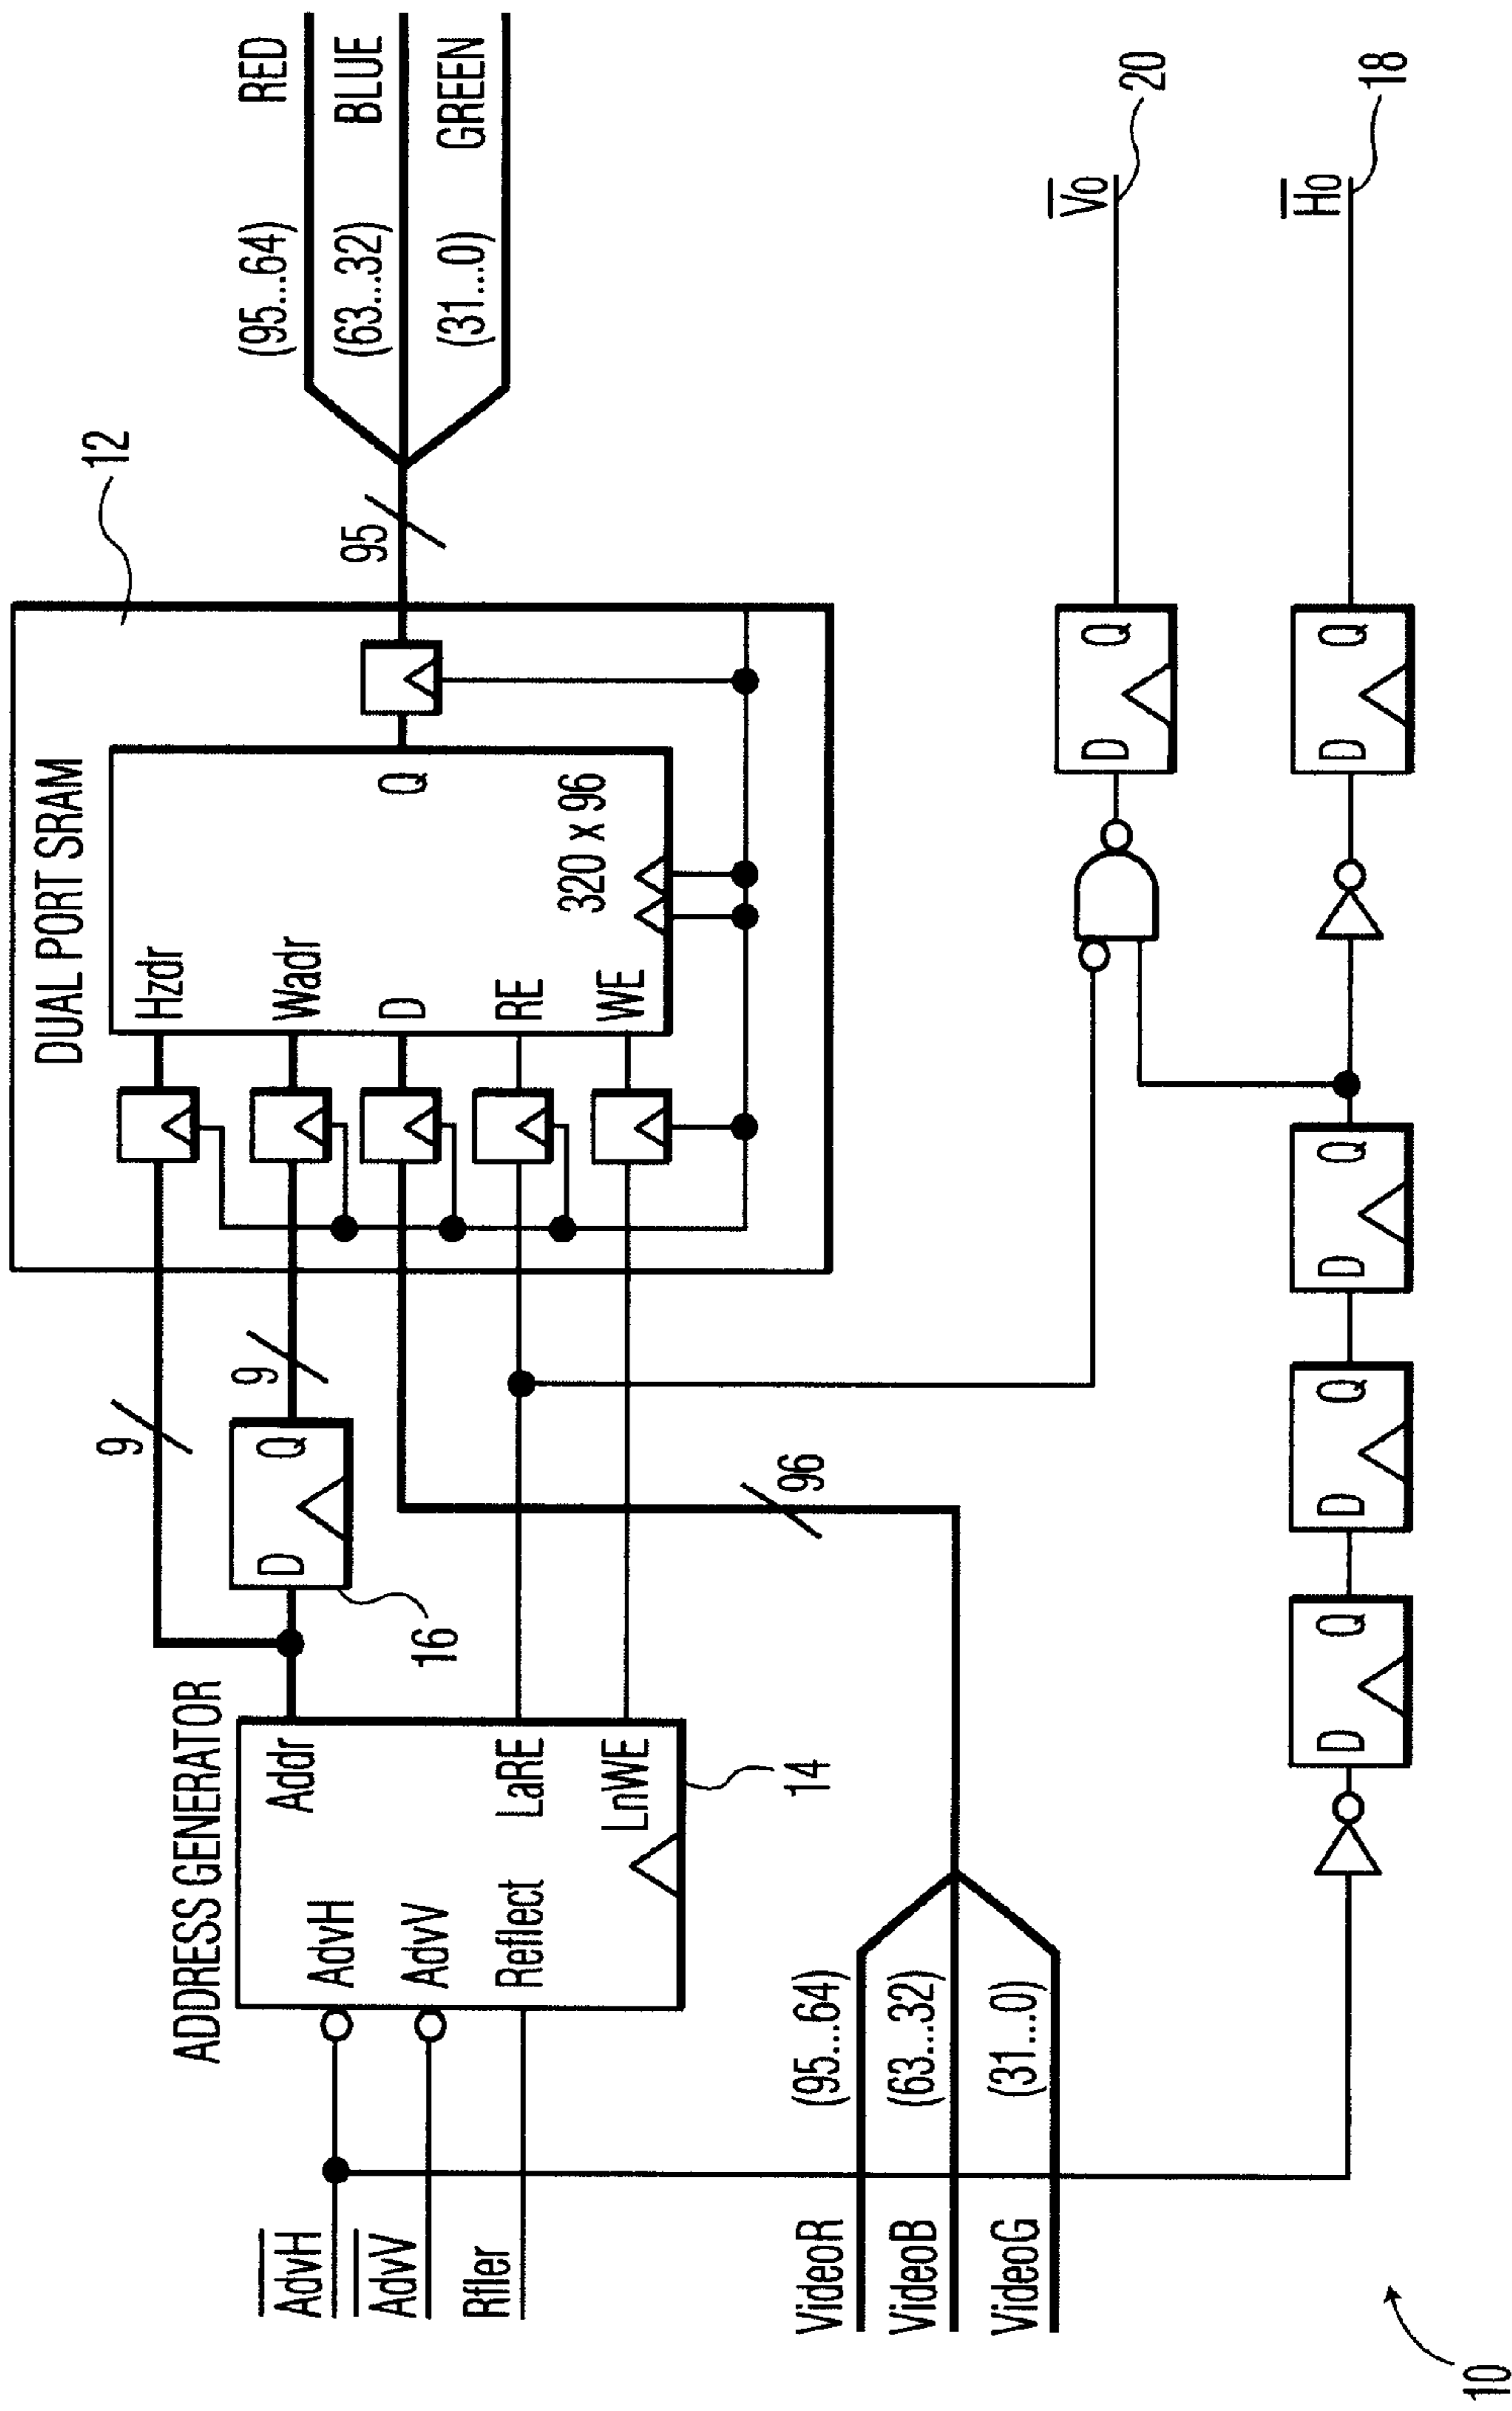 DUAL PORT SRAM
12
Hzdr
Wadr
D
RE
WE
Q
320 x 96
95
(95...64) RED
(63...32) BLUE
(31...0) GREEN
ADDRESS GENERATOR
AdvH
AdvV
Reflect
Addr
LaRE
LnWE
14
D Q
16
9
9
96
AdvH
AdvV
Rfler
VideoR (95...64)
VideoB (63...32)
VideoG (31...0)
D Q
Vo
20
D Q
D Q
D Q
D Q
Ho
18
10